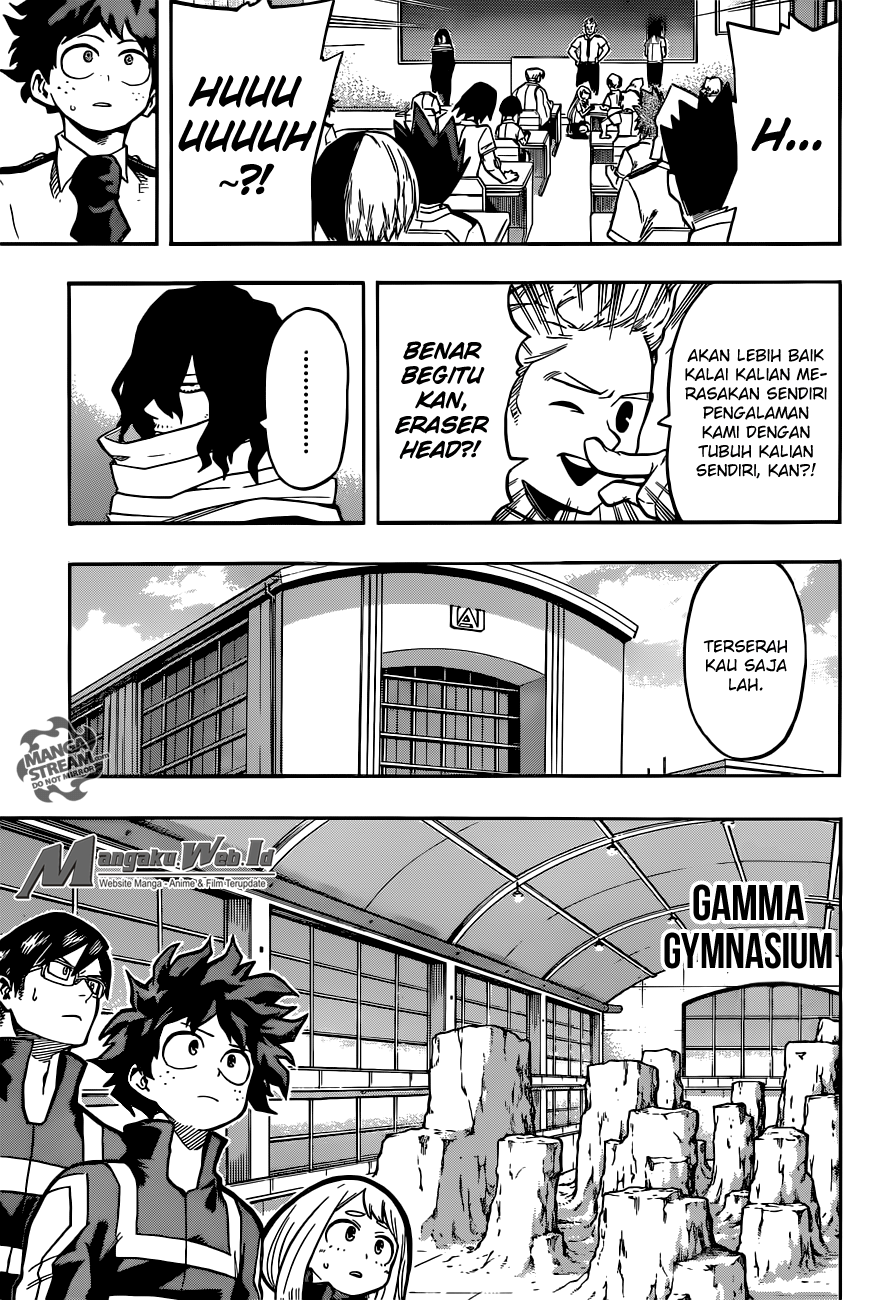 H...
HUUU
UUUUUH
~?!
AKAN LEBIH BAIK
KALAI KALIAN ME-
RASAKAN SENDIRI
PENGALAMAN
KAMI DENGAN
TUBUH KALIAN
SENDIRI, KAN?!
BENAR
BEGITU
KAN,
ERASER
HEAD?!
..........
TERSERAH
KAU SAJA
LAH.
A
MANGA
STREAM.com
DO NOT MIRROR
Mangaku.Web.Id
Website Manga - Anime & Film Terupdate
GAMMA
GYMNASIUM